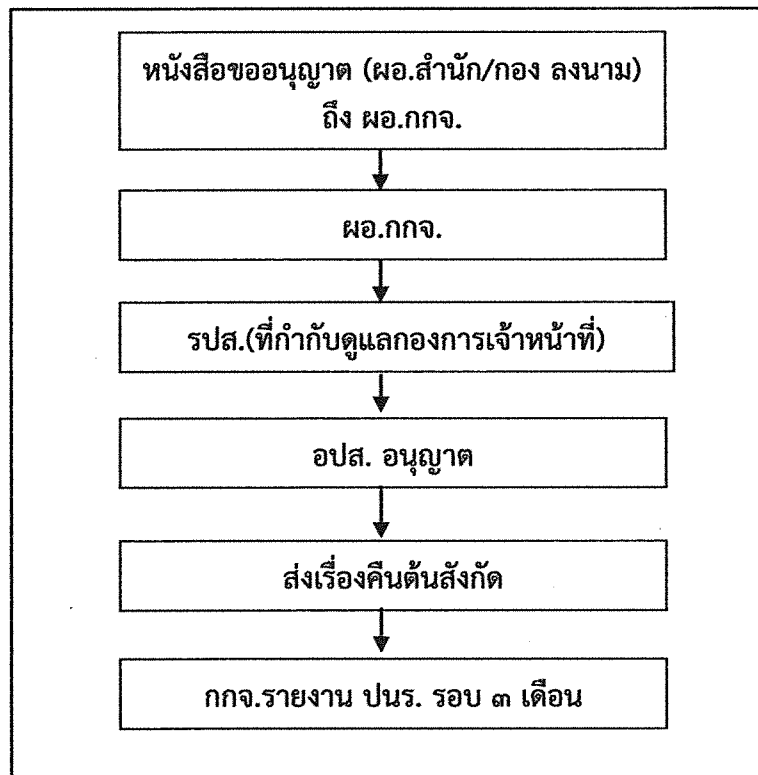 หนังสือขออนุญาต (ผอ.สำนัก/กอง ลงนาม)
ถึง ผอ.กกจ.
ผอ.กกจ.
รปส.(ที่กำกับดูแลกองการเจ้าหน้าที่)
อปส. อนุญาต
ส่งเรื่องคืนต้นสังกัด
กกจ.รายงาน ปนร. รอบ ๓ เดือน